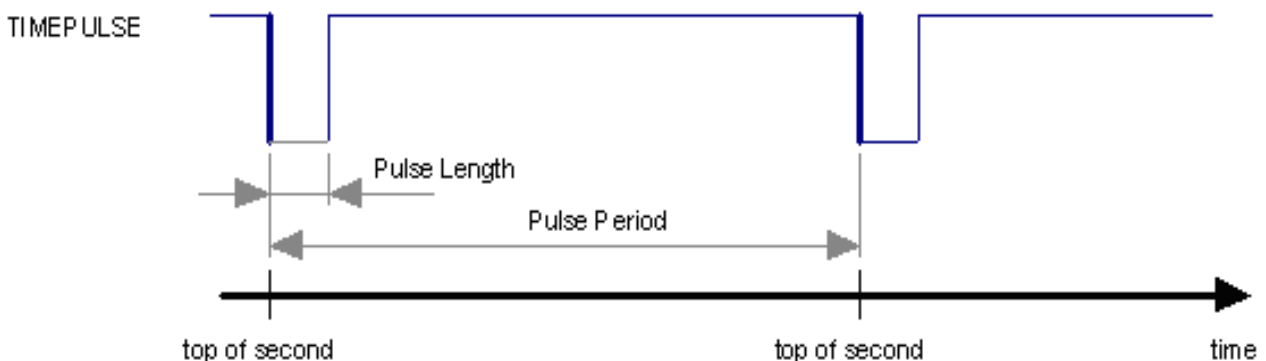 TIMEPULSE
Pulse Length
Pulse Period
top of second
top of second
time